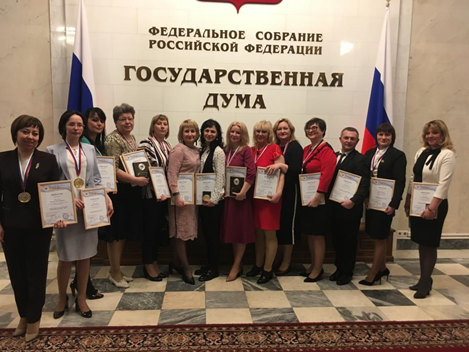 ФЕДЕРАЛЬНОЕ СОБРАНИЕ
РОССИЙСКОЙ ФЕДЕРАЦИИ
ГОСУДАРСТВЕННАЯ
ДУМА